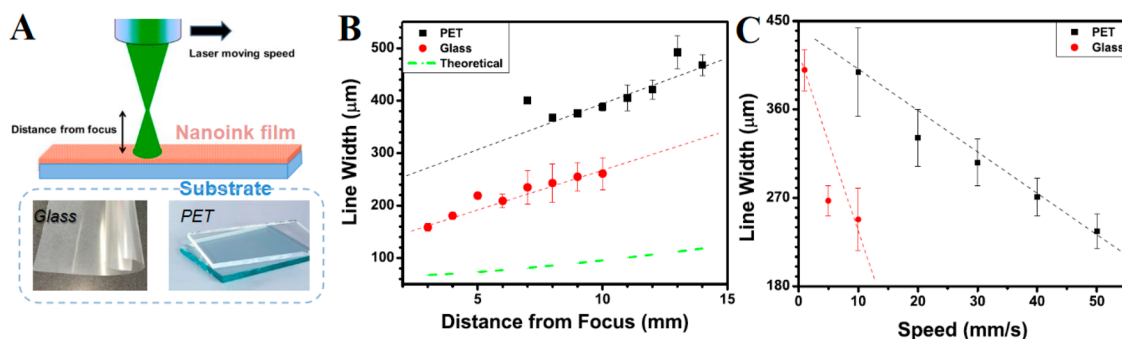 A
Laser moving speed
Distance from focus
Nanoink film
Substrate
Glass
PET
B
PET
Glass
Theoretical
500
400
300
200
100
5
10
15
Line Width (μm)
Distance from Focus (mm)
C
PET
Glass
450
360
270
180
0
10
20
30
40
50
Line Width (μm)
Speed (mm/s)